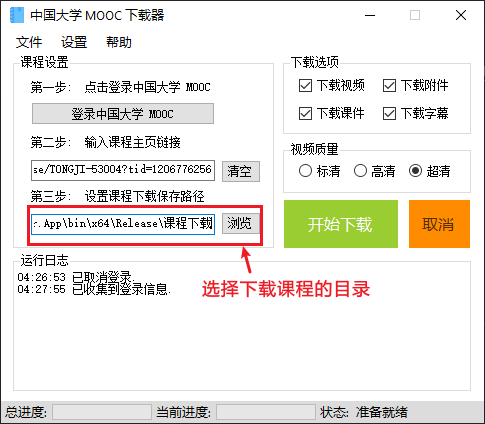 中国大学 MOOC 下载器
文件 设置 帮助
课程设置
第一步: 点击登录中国大学 MOOC
登录中国大学 MOOC
第二步: 输入课程主页链接
se/TONGJI-53004?tid=1206776256
清空
第三步: 设置课程下载保存路径
r.App\bin\x64\Release\课程下载
浏览
下载选项
下载视频 下载附件
下载课件 下载字幕
视频质量
标清 高清 超清
开始下载 取消
运行日志
04:26:53 已取消登录.
04:27:55 已收集到登录信息.
选择下载课程的目录
总进度: 当前进度: 状态: 准备就绪